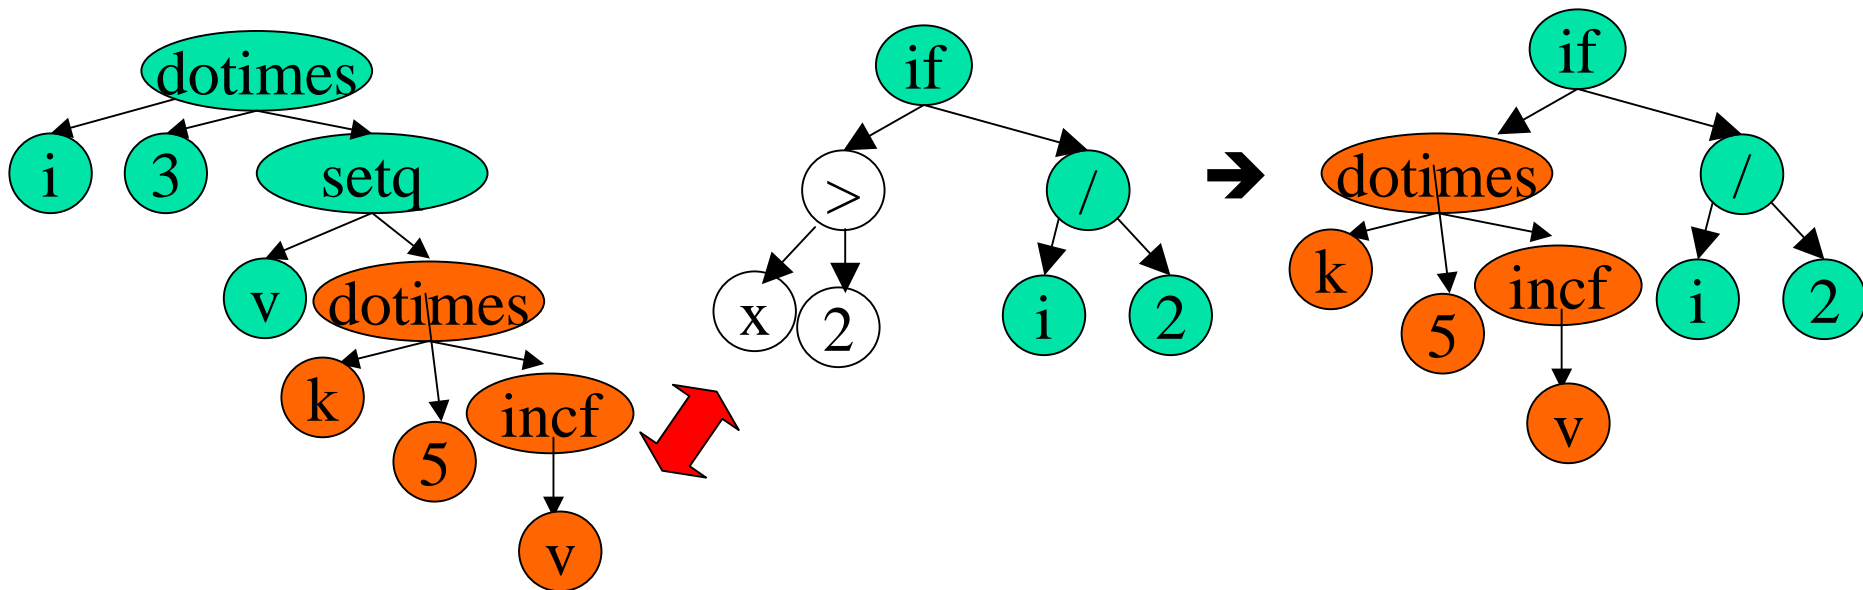 dotimes
i 3 setq
v dotimes
k 5 incf
v
if
> /
x 2 i 2
if
dotimes /
k 5 incf i 2
v